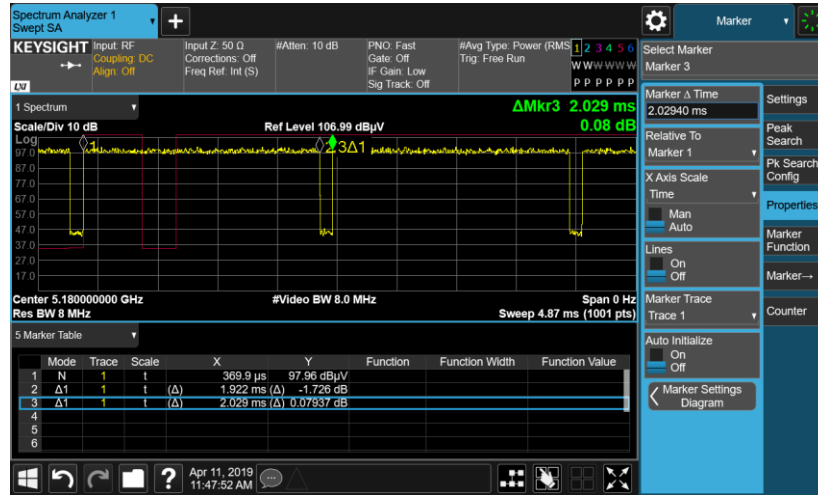 Spectrum Analyzer 1
Swept SA
+
Marker
KEYSIGHT
Input: RF
Coupling: DC
Align: Off
Input Z: 50 Ω
Corrections: Off
Freq Ref: Int (S)
#Atten: 10 dB
PNO: Fast
Gate: Off
IF Gain: Low
Sig Track: Off
#Avg Type: Power (RMS
Trig: Free Run
1 2 3 4 5 6
W W W W W W
P P P P P P
LXI
1 Spectrum
ΔMkr3 2.029 ms
0.08 dB
Scale/Div 10 dB
Ref Level 106.99 dBµV
Log
97.0
87.0
77.0
67.0
57.0
47.0
37.0
27.0
17.0
1
2
3Δ1
Center 5.180000000 GHz
Res BW 8 MHz
#Video BW 8.0 MHz
Span 0 Hz
Sweep 4.87 ms (1001 pts)
5 Marker Table
Mode Trace Scale X Y Function Function Width Function Value
1 N 1 t 369.9 µs 97.96 dBµV
2 Δ1 1 t (Δ) 1.922 ms (Δ) -1.726 dB
3 Δ1 1 t (Δ) 2.029 ms (Δ) 0.07937 dB
4
5
6
Select Marker
Marker 3
Marker Δ Time
2.02940 ms
Relative To
Marker 1
X Axis Scale
Time
Man
Auto
Lines
On
Off
Marker Trace
Trace 1
Auto Initialize
On
Off
Marker Settings
Diagram
Settings
Peak
Search
Pk Search
Config
Properties
Marker
Function
Marker→
Counter
?
Apr 11, 2019
11:47:52 AM